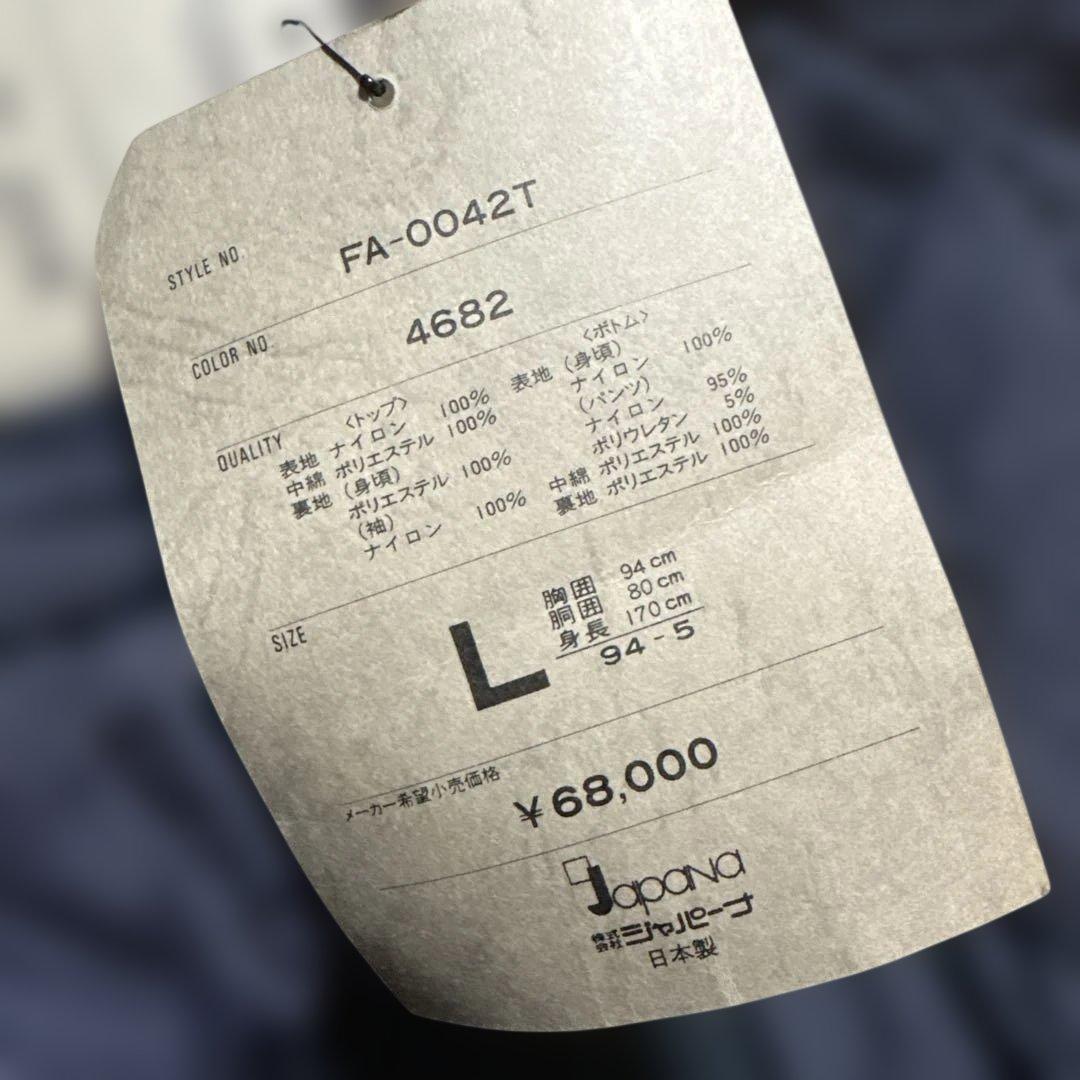 STYLE NO. FA-0042T
COLOR NO. 4682
QUALITY
〈トップ〉
表地 ナイロン 100%
中綿 ポリエステル 100%
裏地 (身頃)
ポリエステル 100%
(袖)
ナイロン 100%
〈ボトム〉
表地 (身頃)
ナイロン 100%
(パンツ)
ナイロン 95%
ポリウレタン 5%
中綿 ポリエステル 100%
裏地 ポリエステル 100%
SIZE L
胸囲 94cm
胴囲 80cm
身長 170cm
94-5
メーカー希望小売価格 ¥68,000
Japana
株式会社 ジャパーナ
日本製